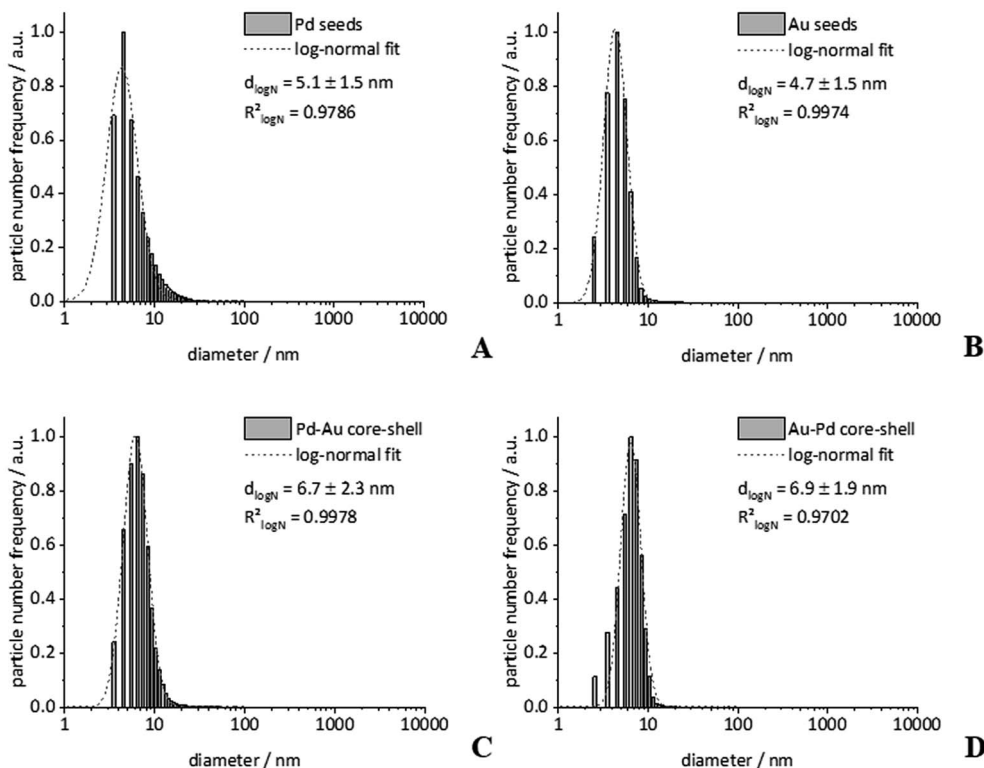 Pd seeds
log-normal fit
d_logN = 5.1 ± 1.5 nm
R²_logN = 0.9786
particle number frequency / a.u.
1.0
0.8
0.6
0.4
0.2
0.0
1 10 100 1000 10000
diameter / nm
A
Au seeds
log-normal fit
d_logN = 4.7 ± 1.5 nm
R²_logN = 0.9974
particle number frequency / a.u.
1.0
0.8
0.6
0.4
0.2
0.0
1 10 100 1000 10000
diameter / nm
B
Pd-Au core-shell
log-normal fit
d_logN = 6.7 ± 2.3 nm
R²_logN = 0.9978
particle number frequency / a.u.
1.0
0.8
0.6
0.4
0.2
0.0
1 10 100 1000 10000
diameter / nm
C
Au-Pd core-shell
log-normal fit
d_logN = 6.9 ± 1.9 nm
R²_logN = 0.9702
particle number frequency / a.u.
1.0
0.8
0.6
0.4
0.2
0.0
1 10 100 1000 10000
diameter / nm
D